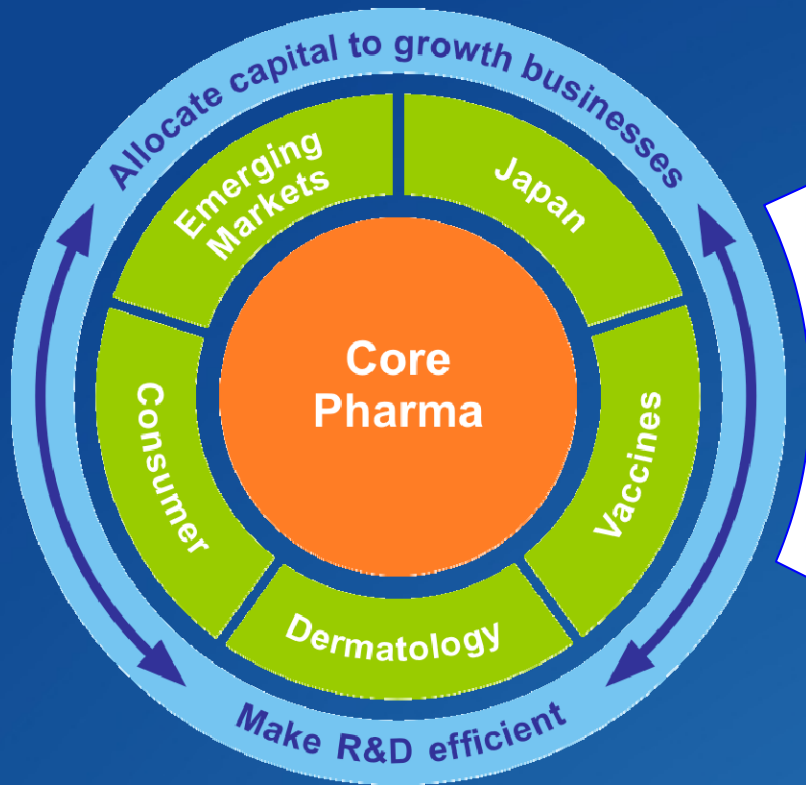 Allocate capital to growth businesses
Emerging
Markets
Japan
Core
Pharma
Consumer
Vaccines
Dermatology
Make R&D efficient